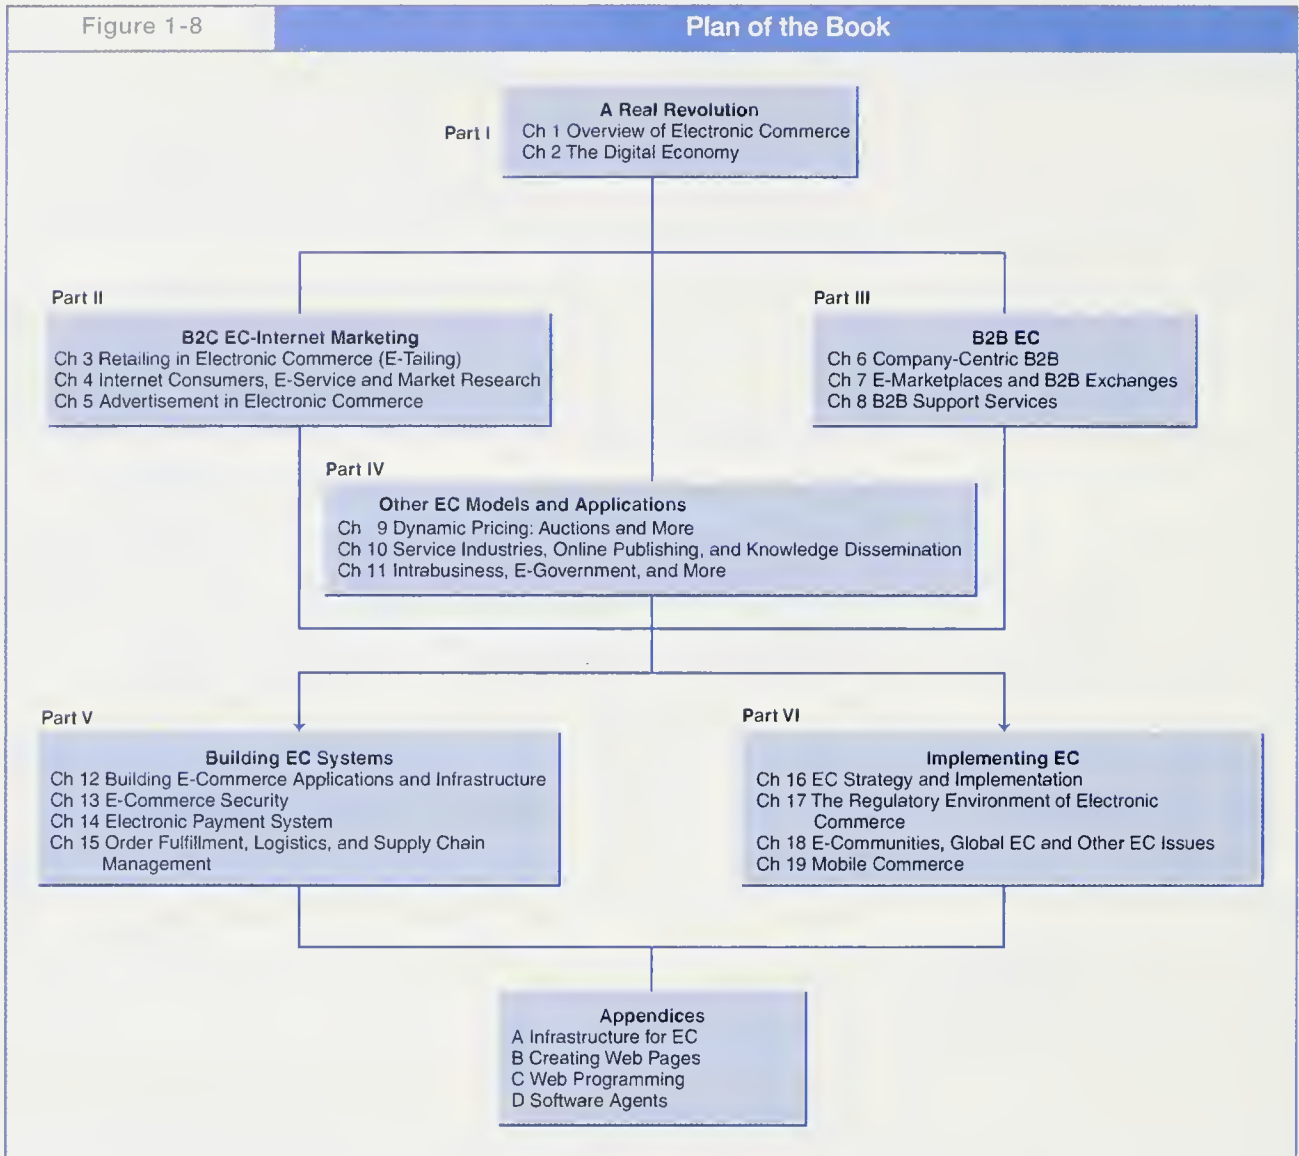 Figure 1-8
Plan of the Book
Part I
A Real Revolution
Ch 1 Overview of Electronic Commerce
Ch 2 The Digital Economy
Part II
B2C EC-Internet Marketing
Ch 3 Retailing in Electronic Commerce (E-Tailing)
Ch 4 Internet Consumers, E-Service and Market Research
Ch 5 Advertisement in Electronic Commerce
Part III
B2B EC
Ch 6 Company-Centric B2B
Ch 7 E-Marketplaces and B2B Exchanges
Ch 8 B2B Support Services
Part IV
Other EC Models and Applications
Ch 9 Dynamic Pricing: Auctions and More
Ch 10 Service Industries, Online Publishing, and Knowledge Dissemination
Ch 11 Intrabusiness, E-Government, and More
Part V
Building EC Systems
Ch 12 Building E-Commerce Applications and Infrastructure
Ch 13 E-Commerce Security
Ch 14 Electronic Payment System
Ch 15 Order Fulfillment, Logistics, and Supply Chain
Management
Part VI
Implementing EC
Ch 16 EC Strategy and Implementation
Ch 17 The Regulatory Environment of Electronic
Commerce
Ch 18 E-Communities, Global EC and Other EC Issues
Ch 19 Mobile Commerce
Appendices
A Infrastructure for EC
B Creating Web Pages
C Web Programming
D Software Agents